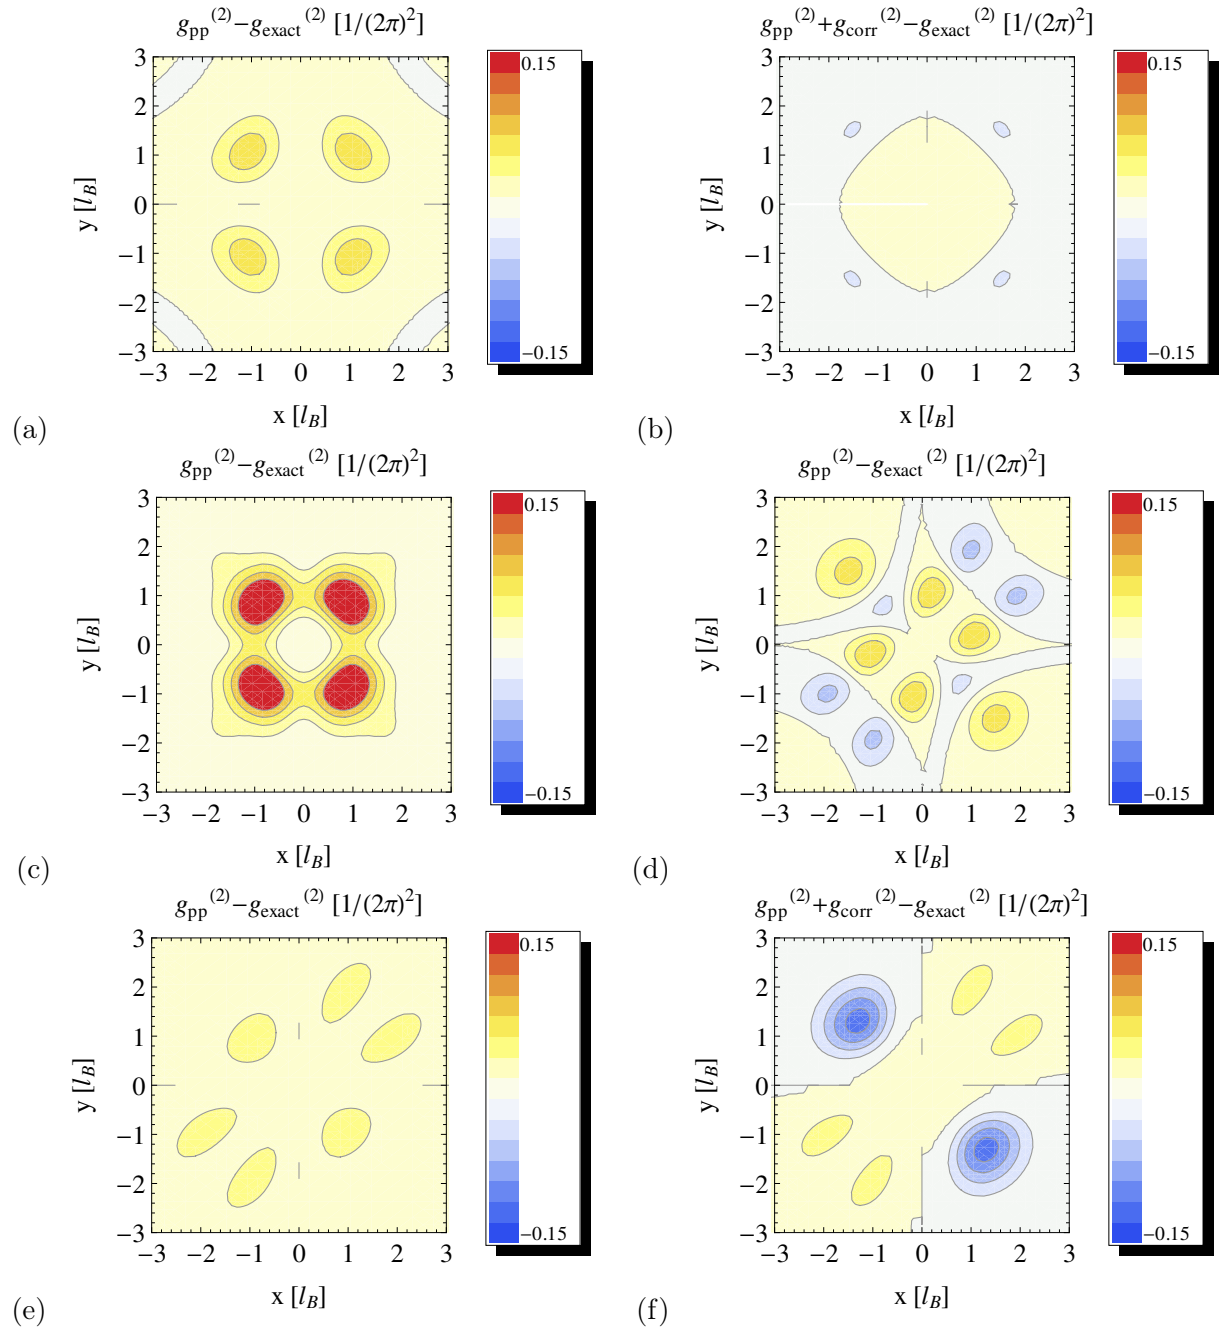 g_pp^(2)−g_exact^(2) [1/(2π)^2]
3
2
1
0
−1
−2
−3
y [l_B]
−3 −2 −1 0 1 2 3
x [l_B]
0.15
−0.15
(a)
g_pp^(2)+g_corr^(2)−g_exact^(2) [1/(2π)^2]
3
2
1
0
−1
−2
−3
y [l_B]
−3 −2 −1 0 1 2 3
x [l_B]
0.15
−0.15
(b)
g_pp^(2)−g_exact^(2) [1/(2π)^2]
3
2
1
0
−1
−2
−3
y [l_B]
−3 −2 −1 0 1 2 3
x [l_B]
0.15
−0.15
(c)
g_pp^(2)−g_exact^(2) [1/(2π)^2]
3
2
1
0
−1
−2
−3
y [l_B]
−3 −2 −1 0 1 2 3
x [l_B]
0.15
−0.15
(d)
g_pp^(2)−g_exact^(2) [1/(2π)^2]
3
2
1
0
−1
−2
−3
y [l_B]
−3 −2 −1 0 1 2 3
x [l_B]
0.15
−0.15
(e)
g_pp^(2)+g_corr^(2)−g_exact^(2) [1/(2π)^2]
3
2
1
0
−1
−2
−3
y [l_B]
−3 −2 −1 0 1 2 3
x [l_B]
0.15
−0.15
(f)